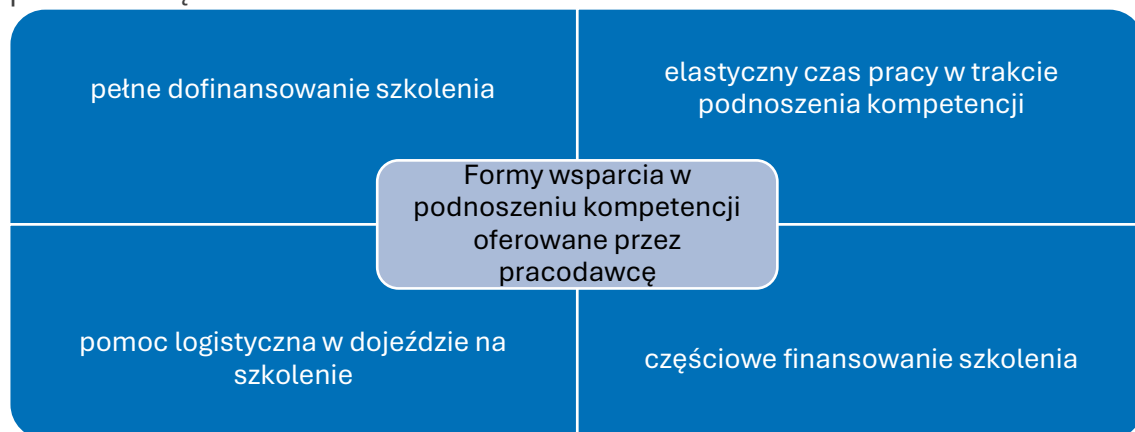 pełne dofinansowanie szkolenia
elastyczny czas pracy w trakcie
podnoszenia kompetencji
Formy wsparcia w
podnoszeniu kompetencji
oferowane przez
pracodawcę
pomoc logistyczna w dojeździe na
szkolenie
częściowe finansowanie szkolenia